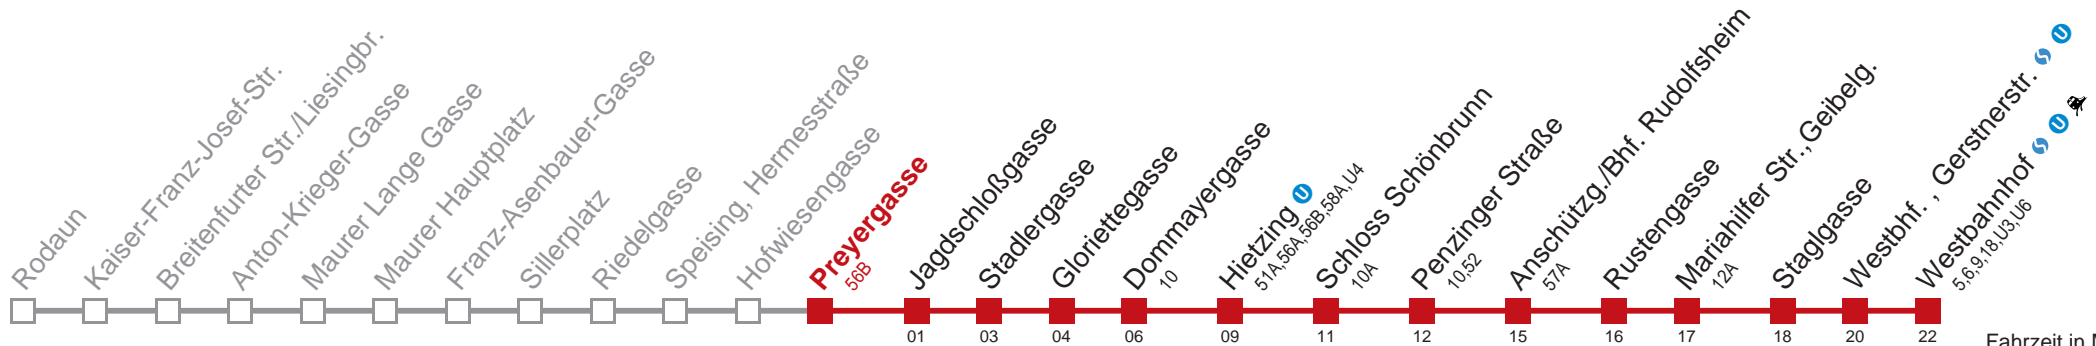 Rodaun
Kaiser-Franz-Josef-Str.
Breitenfurter Str./Liesingbr.
Anton-Krieger-Gasse
Maurer Lange Gasse
Maurer Hauptplatz
Franz-Asenbauer-Gasse
Sillerplatz
Riedelgasse
Speising, Hermesstraße
Hofwiesengasse
Preyergasse
56B
Jagdschloßgasse
Stadlergasse
Gloriettegasse
Dommayergasse
10
Hietzing U
51A,56A,56B,58A,U4
Schloss Schönbrunn
10A
Penzinger Straße
10,52
Anschützg./Bhf. Rudolfsheim
57A
Rustengasse
Mariahilfer Str.,Geibelg.
12A
Staglgasse
Westbhf. , Gerstnerstr. S U
Westbahnhof S U
5,6,9,18,U3,U6
01 03 04 06 09 11 12 15 16 17 18 20 22
Fahrzeit in